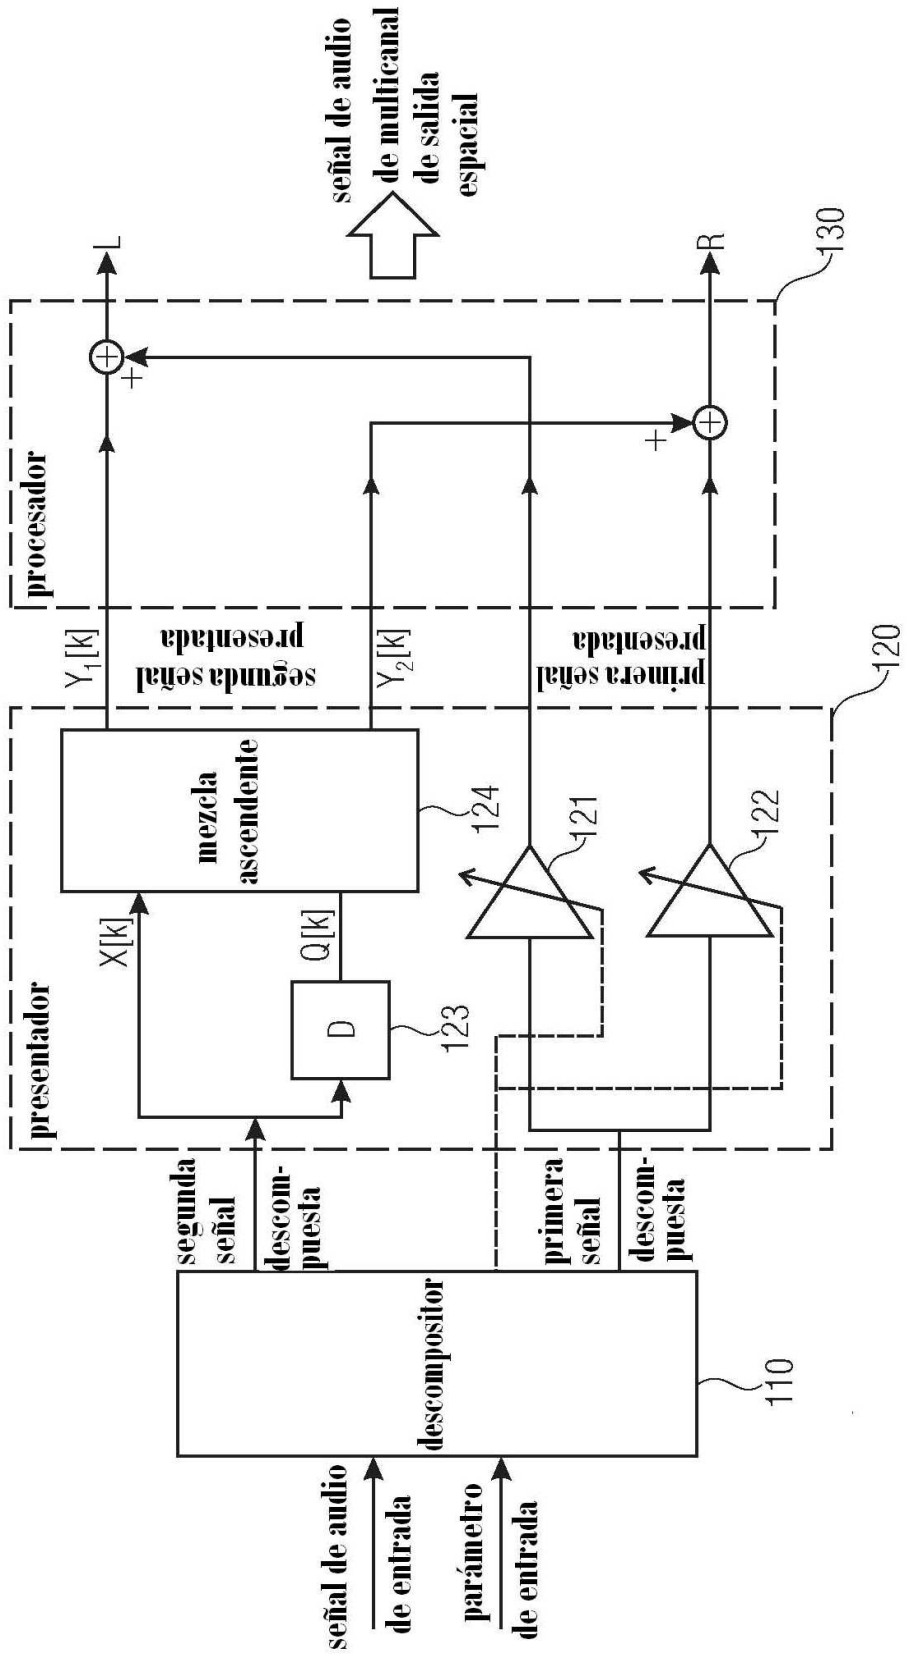 señal de audio
de entrada
parámetro
de entrada
descompositor
110
segunda
señal
descom-
puesta
primera
señal
descom-
puesta
presentador
X[k]
Q[k]
D
123
mezcla
ascendente
124
121
122
120
Y1[k]
segunda señal
presentada
Y2[k]
primera señal
presentada
procesador
+
+
+
+
130
L
R
señal de audio
de multicanal
de salida
espacial